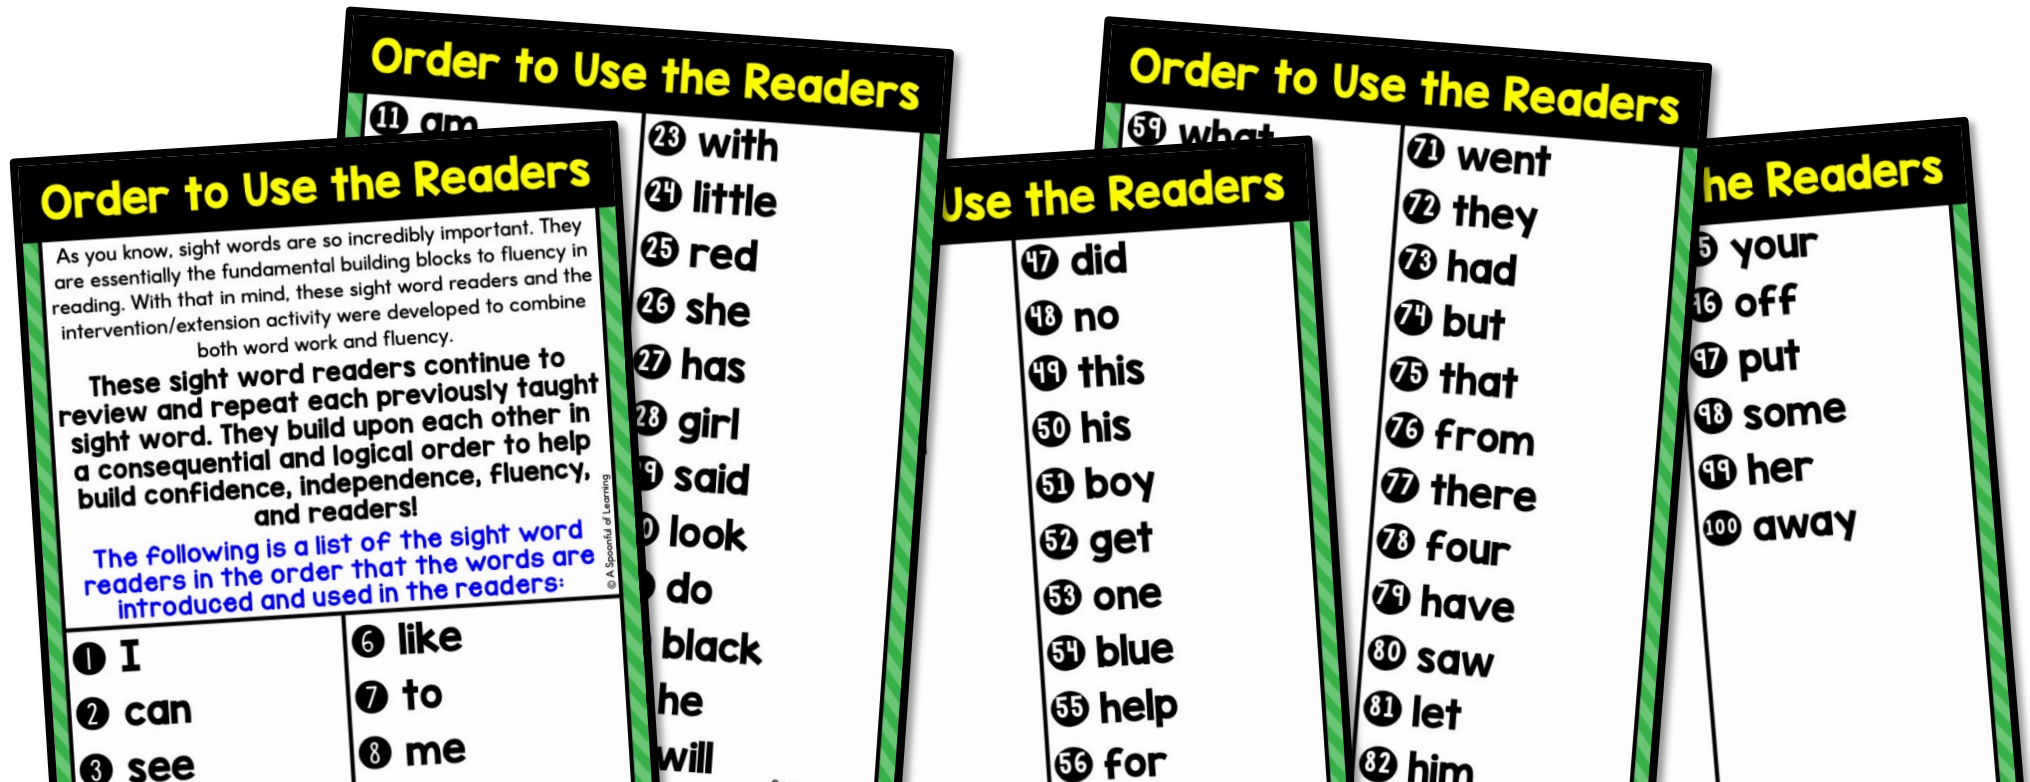 Order to Use the Readers
As you know, sight words are so incredibly important. They
are essentially the fundamental building blocks to fluency in
reading. With that in mind, these sight word readers and the
intervention/extension activity were developed to combine
both word work and fluency.
These sight word readers continue to
review and repeat each previously taught
sight word. They build upon each other in
a consequential and logical order to help
build confidence, independence, fluency,
and readers!
The following is a list of the sight word
readers in the order that the words are
introduced and used in the readers:
© A Spoonful of Learning
1 I
2 can
3 see
6 like
7 to
8 me
Order to Use the Readers
11 am
23 with
24 little
25 red
26 she
27 has
28 girl
9 said
0 look
do
black
he
will
Use the Readers
47 did
48 no
49 this
50 his
51 boy
52 get
53 one
54 blue
55 help
56 for
Order to Use the Readers
59 what
71 went
72 they
73 had
74 but
75 that
76 from
77 there
78 four
79 have
80 saw
81 let
82 him
he Readers
5 your
96 off
97 put
98 some
99 her
100 away